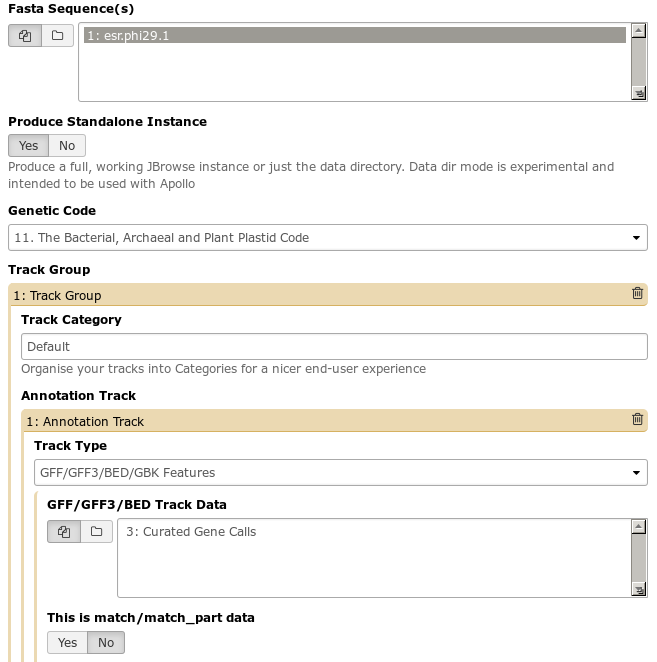 Fasta Sequence(s)
1: esr.phi29.1
Produce Standalone Instance
Yes No
Produce a full, working JBrowse instance or just the data directory. Data dir mode is experimental and
intended to be used with Apollo
Genetic Code
11. The Bacterial, Archaeal and Plant Plastid Code
Track Group
1: Track Group
Track Category
Default
Organise your tracks into Categories for a nicer end-user experience
Annotation Track
1: Annotation Track
Track Type
GFF/GFF3/BED/GBK Features
GFF/GFF3/BED Track Data
3: Curated Gene Calls
This is match/match_part data
Yes No